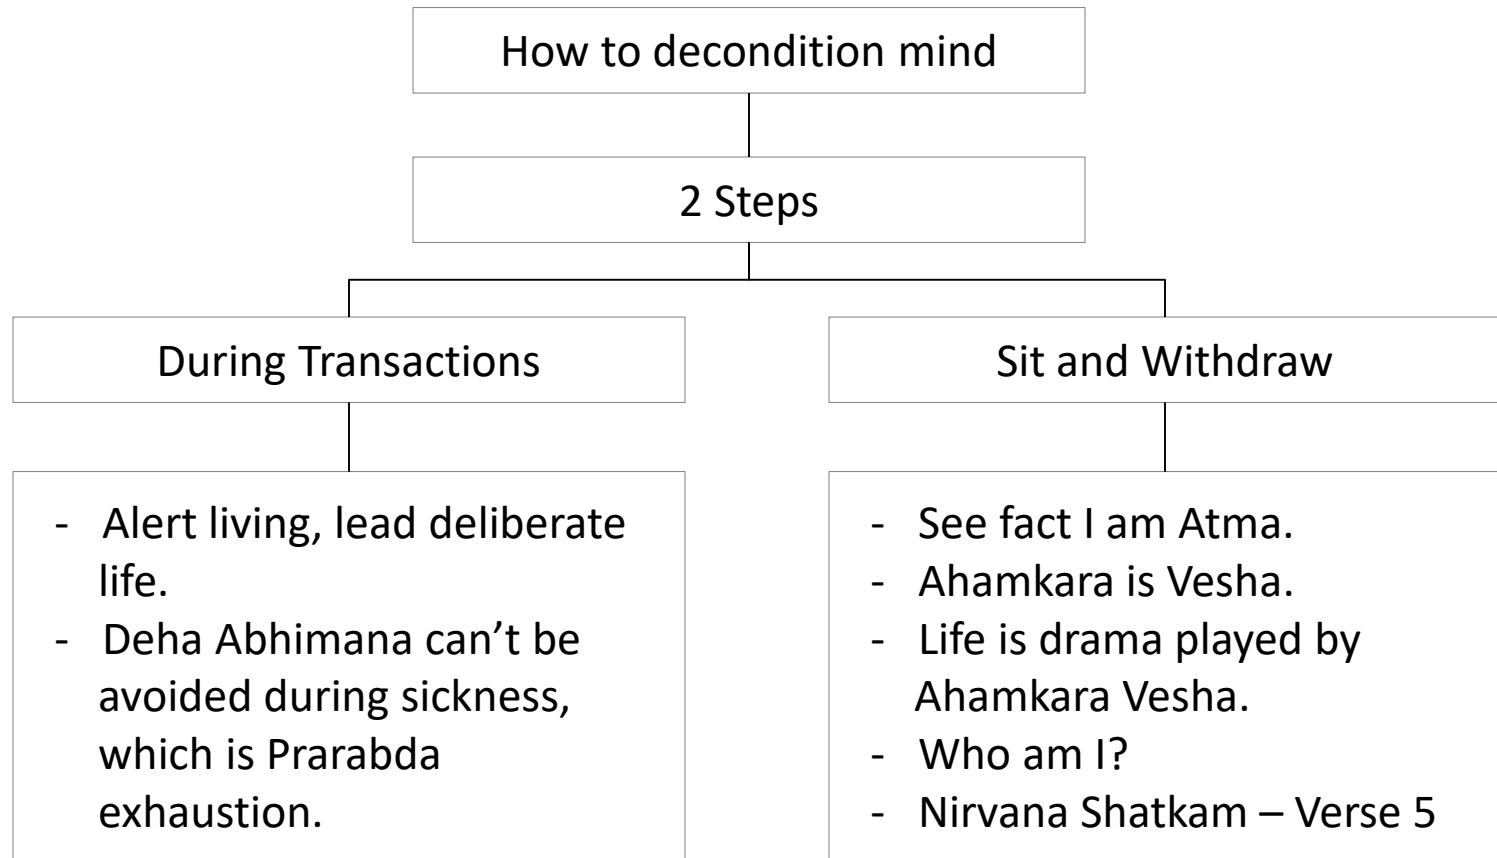 How to decondition mind
2 Steps
During Transactions
Sit and Withdraw
- Alert living, lead deliberate
life.
- Deha Abhimana can’t be
avoided during sickness,
which is Prarabda
exhaustion.
- See fact I am Atma.
- Ahamkara is Vesha.
- Life is drama played by
Ahamkara Vesha.
- Who am I?
- Nirvana Shatkam – Verse 5